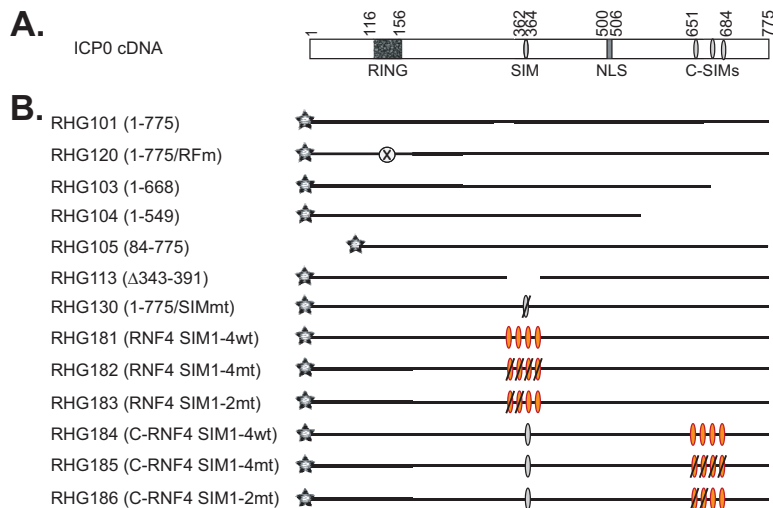 A.
ICP0 cDNA
1 116 156 362 364 500 506 651 684 775
RING SIM NLS C-SIMs
B.
RHG101 (1-775)
RHG120 (1-775/RFm)
X
RHG103 (1-668)
RHG104 (1-549)
RHG105 (84-775)
RHG113 (Δ343-391)
RHG130 (1-775/SIMmt)
RHG181 (RNF4 SIM1-4wt)
RHG182 (RNF4 SIM1-4mt)
RHG183 (RNF4 SIM1-2mt)
RHG184 (C-RNF4 SIM1-4wt)
RHG185 (C-RNF4 SIM1-4mt)
RHG186 (C-RNF4 SIM1-2mt)